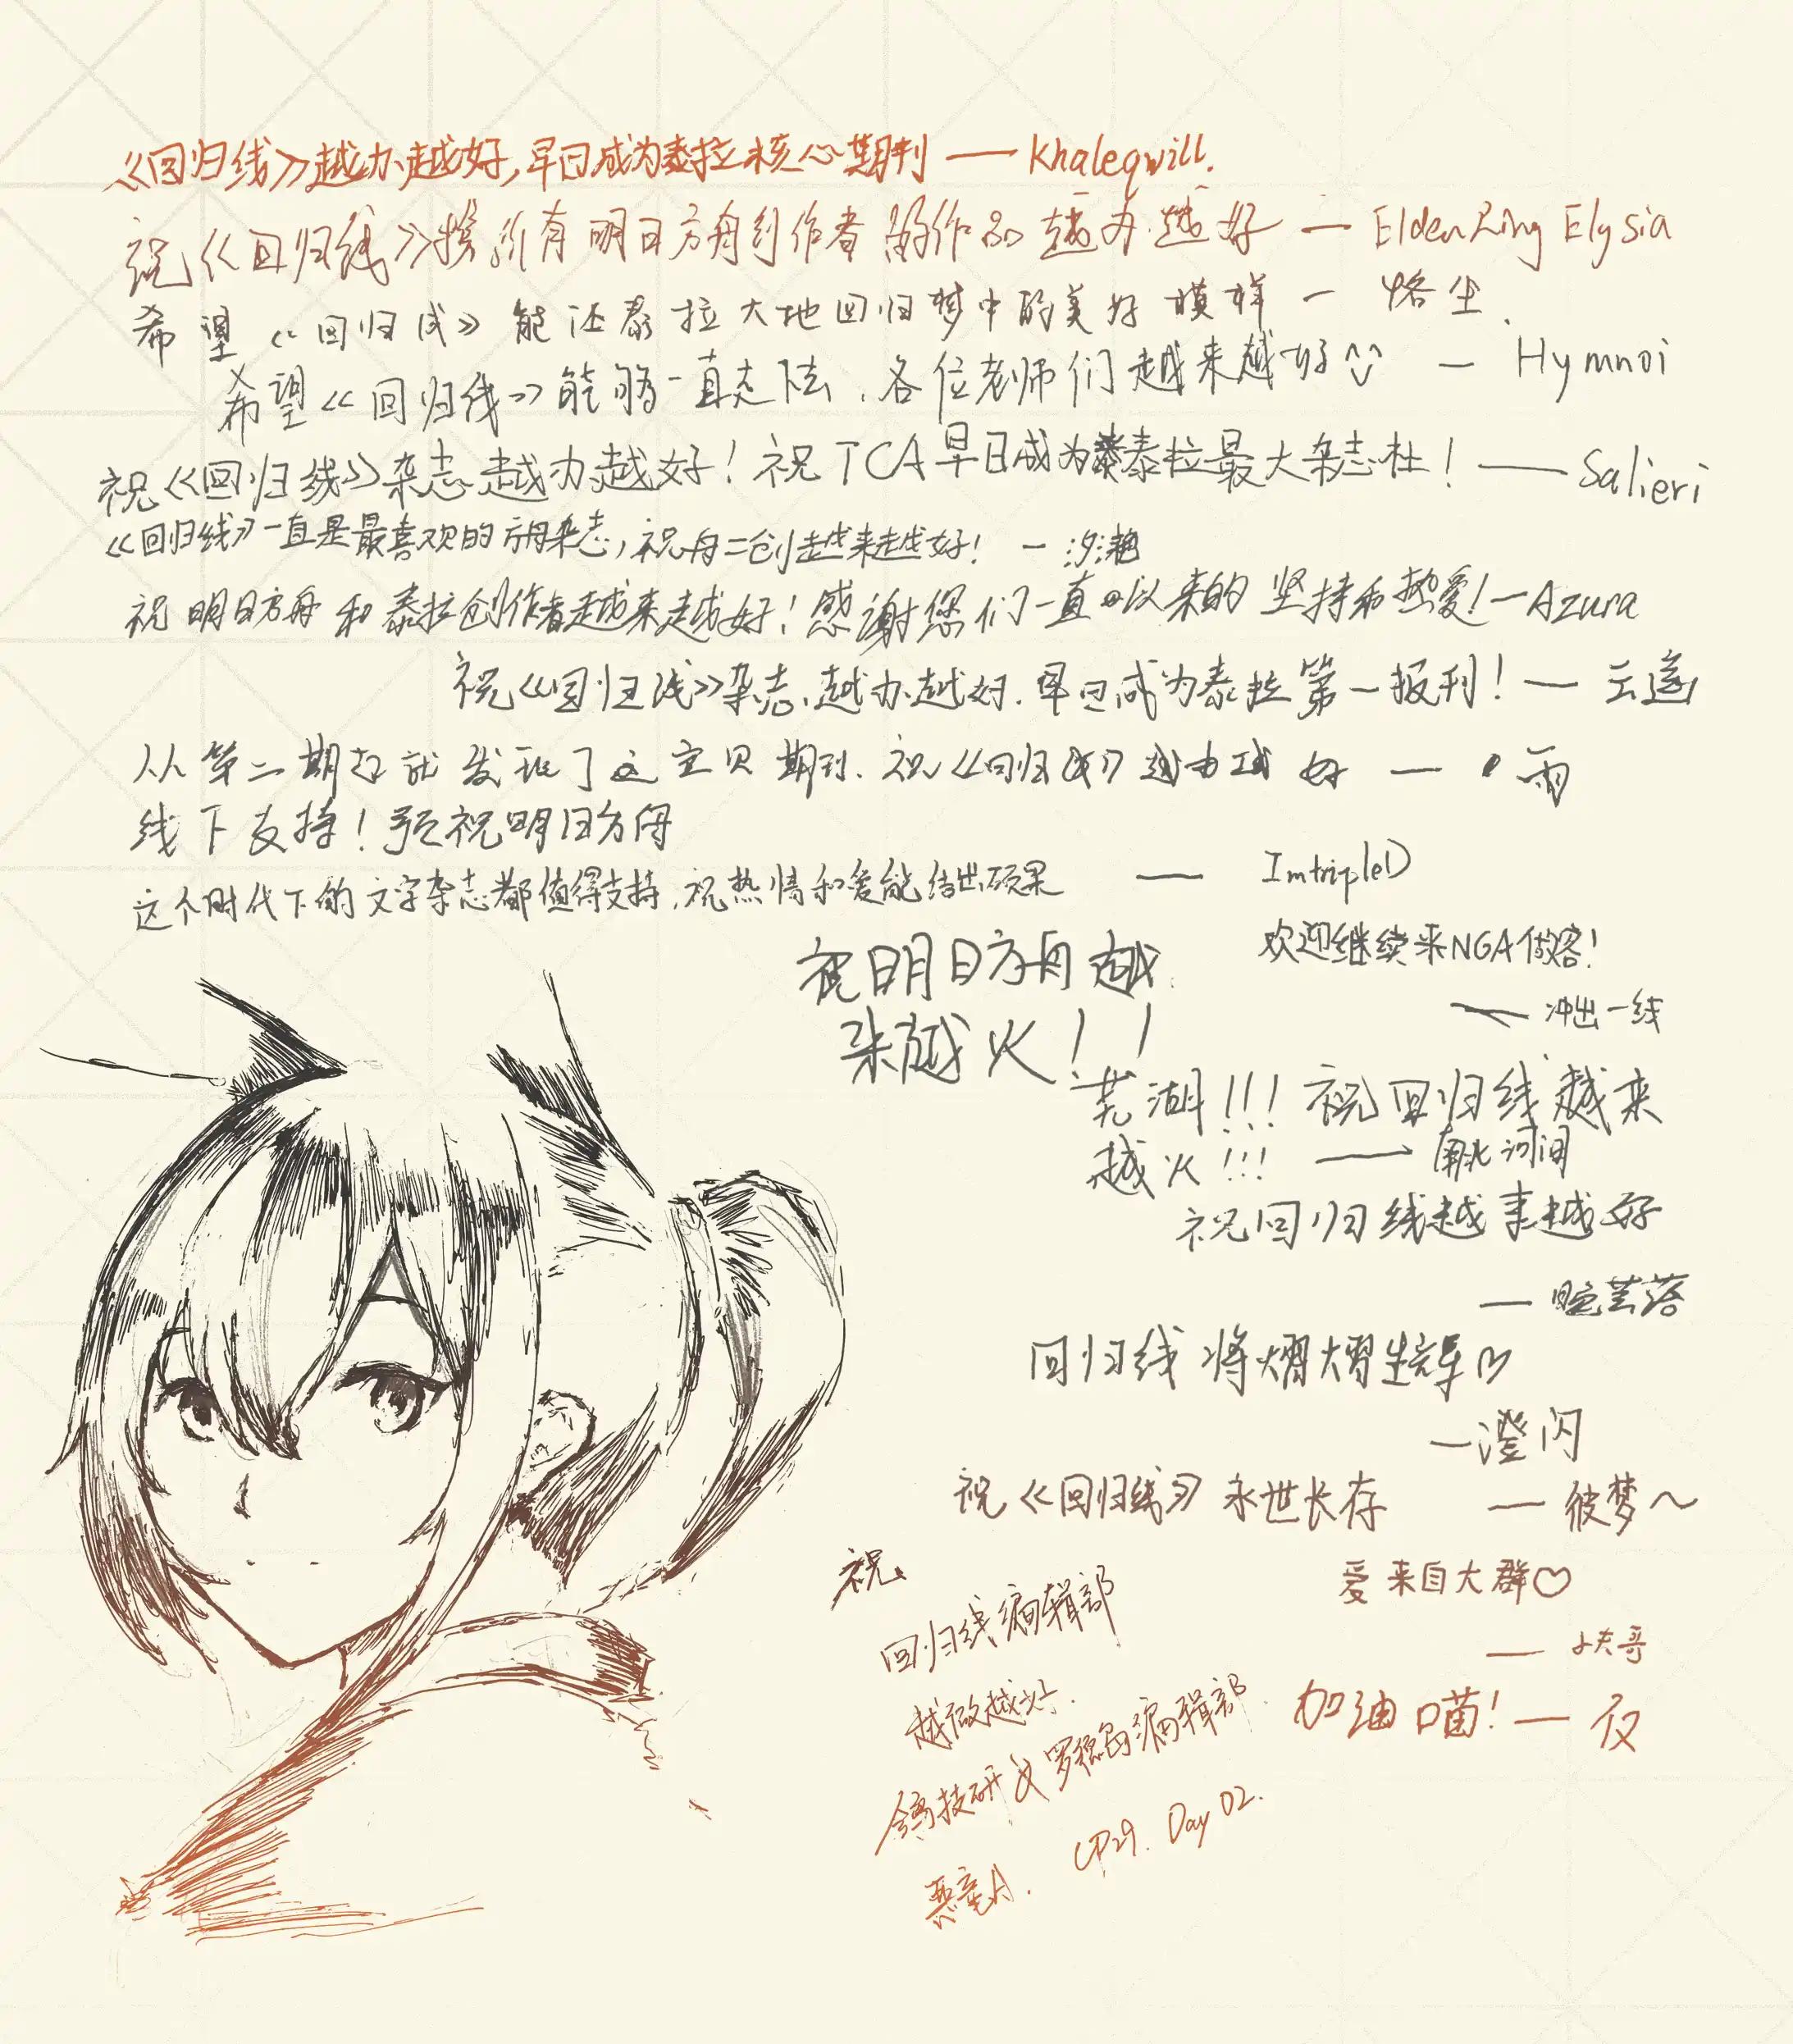 《回归线》越办越好,早日成为泰拉核心期刊 —— Khaleqwill.
祝《回归线》携所有明日方舟创作者的作品越办越好 — EldenRing Elysia
希望《回归线》能还泰拉大地回归梦中的美好模样 —
希望《回归线》能够一直走下去,各位老师们越来越好 — Hymnoi
祝《回归线》杂志越办越好!祝TCA早日成为泰拉最大杂志社! —— Salieri
《回归线》一直是最喜欢的方舟杂志,祝舟二创越来越好! — 汐滟
祝明日方舟和泰拉创作者越来越好!感谢您们一直以来的坚持和热爱!—Azura
祝《回归线》杂志越办越好.早日成为泰拉第一报刊! — 云遥
从第二期起就发现了这宝贝期刊.祝《回归线》越办越好 — 雨
线下支持!预祝明日方舟
这个时代下的文字杂志都值得支持,祝热情和爱能结出硕果 —— ImtripleD
祝明日方舟越
来越火!!
欢迎继续来NGA做客!
— 冲出一线
芜湖!!!祝回归线越来
越火!!! —— 南北河间
祝回归线越来越好
— 芸落
回归线将熠熠生辉
—澄闪
祝《回归线》永世长存 — 彼梦~
爱来自大群♡
— 小夫哥
加油喵! — 仅
祝
回归线编辑部
越做越好.
鸽技研&罗德岛编辑部
恶童A. CP29. Day 02.